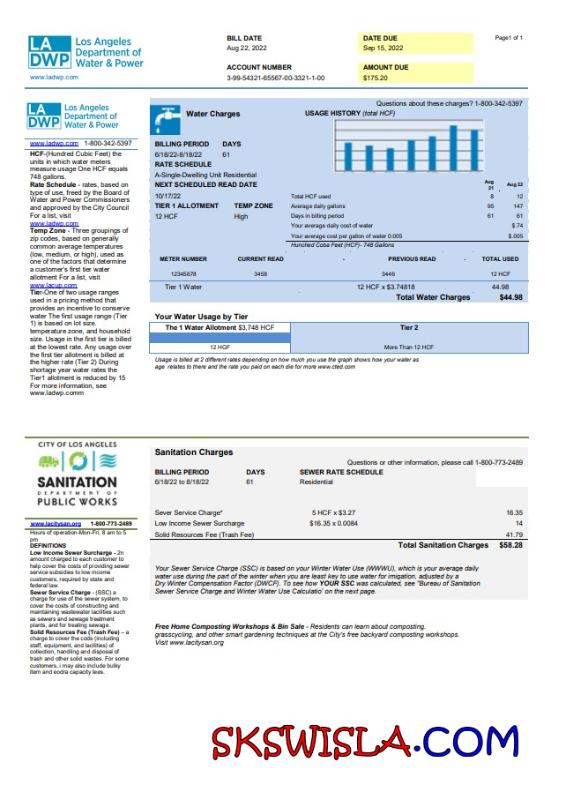 LA DWP Los Angeles Department of Water & Power
www.ladwp.com
BILL DATE
Aug 22, 2022
ACCOUNT NUMBER
3-99-54321-65567-00-3321-1-00
DATE DUE
Sep 15, 2022
AMOUNT DUE
$175.20
Page1 of 1
LA DWP Los Angeles Department of Water & Power
www.ladwp.com 1-800-342-5397
HCF-(Hundred Cubic Feet) the
units in which water meters
measure usage One HCF equals
748 gallons.
Rate Schedule - rates, based on
type of use, freed by the Board of
Water and Power Commissioners
and approved by the City Council
For a list, visit
www.ladwp.com
Temp Zone - Three groupings of
zip codes, based on generally
common average temperatures
(low, medium, or high), used as
one of the factors that determine
a customer's first tier water
allotment For a list, visit
www.lacup.com
Tier-One of two usage ranges
used in a pricing method that
provides an incentive to conserve
water The first usage range (Tier
1) is based on lot size.
temperature zone, and household
size. Usage in the first tier is billed
at the lowest rate. Any usage over
the first tier allotment is billed at
the higher rate (Tier 2) During
shortage year water rates the
Tier1 allotment is reduced by 15
For more information, see
www.ladwp.comm
Questions about these charges? 1-800-342-5397
Water Charges
USAGE HISTORY (total HCF)
BILLING PERIOD DAYS
6/18/22-8/18/22 61
RATE SCHEDULE
A-Single-Dwelling Unit Residential
NEXT SCHEDULED READ DATE
10/17/22
TIER 1 ALLOTMENT TEMP ZONE
12 HCF High
Aug 21 Aug.22
Total HCF used 8 12
Average daily gallons 95 147
Days in billing period 61 61
Your average daily cost of water $.74
Your average cost per gallon of water 0.005 $.005
Hunched Coba Feet (HCF)- 748 Gallons
METER NUMBER CURRENT READ - PREVIOUS READ - TOTAL USED
12345678 3458 3446 12 HCF
Tier 1 Water 12 HCF x $3.74818 44.98
Total Water Charges $44.98
Your Water Usage by Tier
The 1 Water Allotment $3,748 HCF Tier 2
12 HGF More Than 12 HCF
Usage is billed at 2 different rates depending on how much you use the graph shows how your water as
age relates to there and the rate you paid on each die for more www.cted.com
CITY OF LOS ANGELES
SANITATION
DEPARTMENT OF
PUBLIC WORKS
www.lacitysan.org 1-800-773-2489
Hours of operation-Mon-Fri, 8 am to 5
pm
DEFINITIONS
Low Income Sewer Surcharge - 2n
amount charged to each customer to
help cover the costs of providing sewer
service subsidies to low income
customers, required by state and
federal law.
Sewer Service Charge - (SSC) a
charge for use of the sewer system, to
cover the costs of constructing and
maintaining wastewater facilities such
as sewers and sewage treatment
plants, and for treating sewage.
Solid Resources Fee (Trash Fee) – a
charge to cover the costs (including
staff, equipment, and facilities) of
collection, handling and disposal of
trash and other solid wastes. For some
customers, i may also include bulky
item and eodra capacity lees.
Sanitation Charges
Questions or other information, please call 1-800-773-2489
BILLING PERIOD DAYS SEWER RATE SCHEDULE
6/18/22 to 8/18/22 61 Residential
Sever Service Charge* 5 HCF x $3.27 16.35
Low Income Sewer Surcharge $16.35 x 0.0084 14
Solid Resources Fee (Trash Fee) 41.79
Total Sanitation Charges $58.28
Your Sewer Service Charge (SSC) is based on your Winter Water Use (WWWU), which is your average daily
water use during the part of the winter when you are least key to use water for imigation, adjusted by a
Dry Winter Compensation Factor (DWCF). To see how YOUR SSC was calculated, see "Bureau of Sanitation
Sewer Service Charge and Winter Water Use Calculatio' on the next page.
Free Home Composting Workshops & Bin Sale - Residents can learn about composting,
grasscycling, and other smart gardening techniques at the City's free backyard composting workshops.
Visit www.lacitysan.org
SKSWISLA.COM